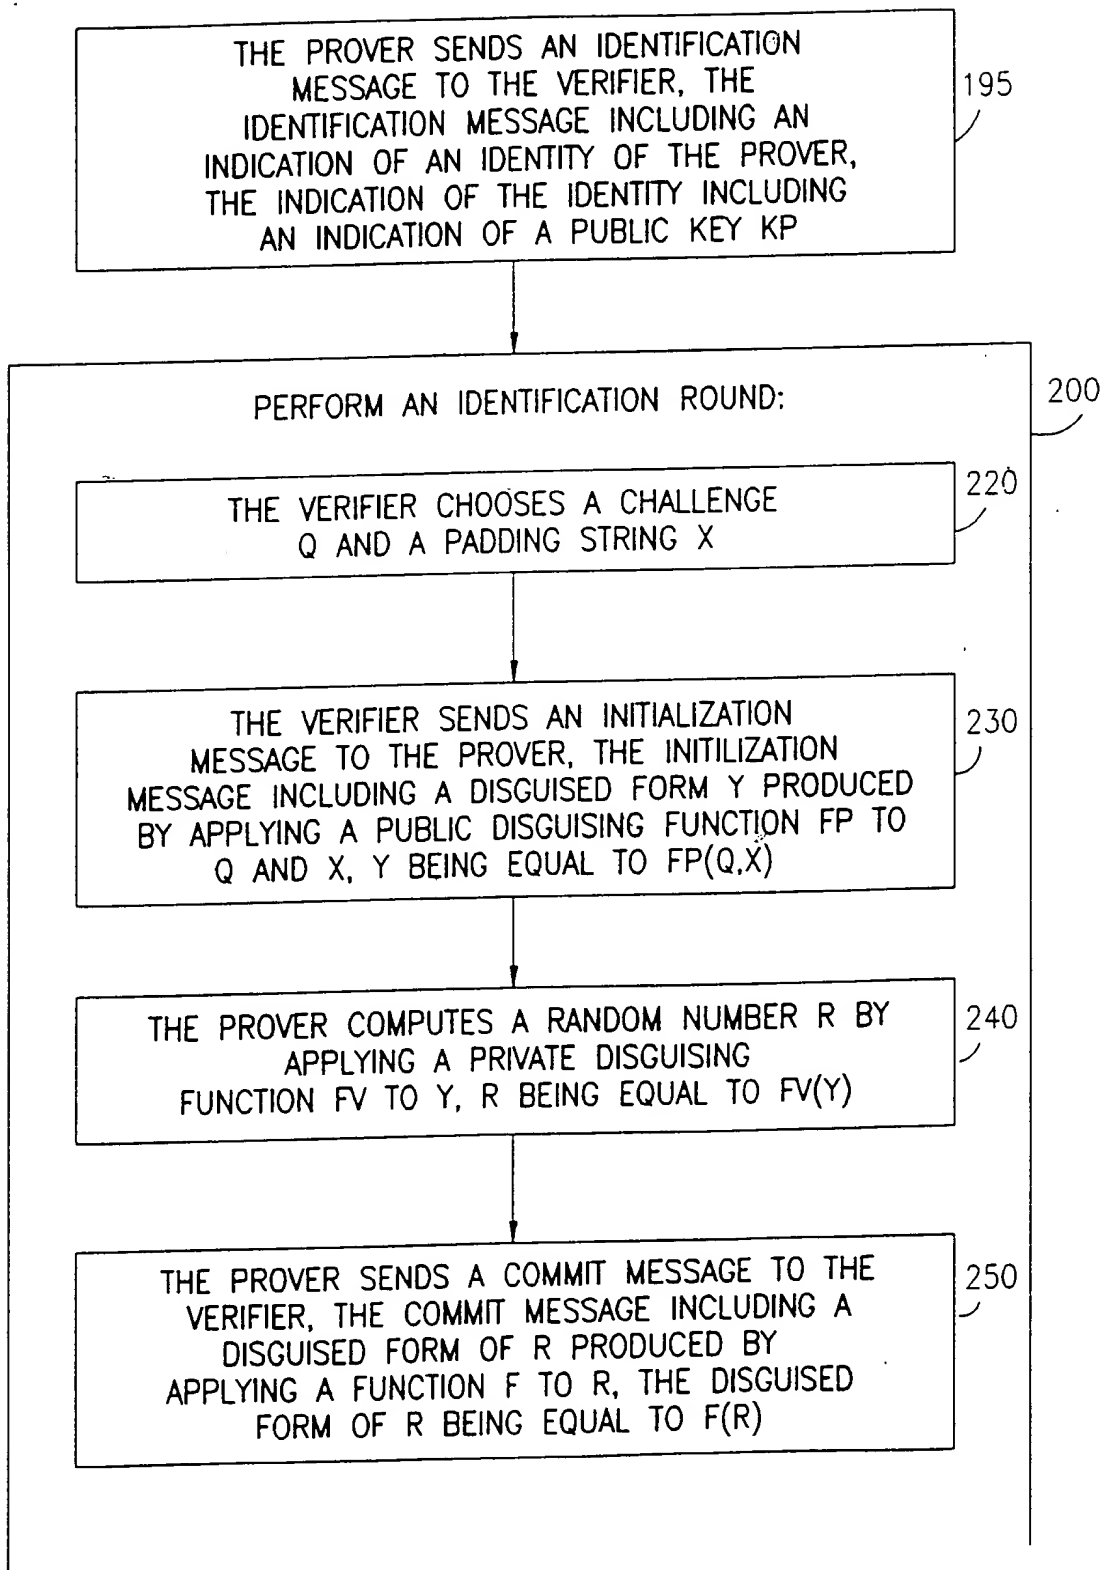 THE PROVER SENDS AN IDENTIFICATION
MESSAGE TO THE VERIFIER, THE
IDENTIFICATION MESSAGE INCLUDING AN
INDICATION OF AN IDENTITY OF THE PROVER,
THE INDICATION OF THE IDENTITY INCLUDING
AN INDICATION OF A PUBLIC KEY KP
195
PERFORM AN IDENTIFICATION ROUND:
200
THE VERIFIER CHOOSES A CHALLENGE
Q AND A PADDING STRING X
220
THE VERIFIER SENDS AN INITIALIZATION
MESSAGE TO THE PROVER, THE INITILIZATION
MESSAGE INCLUDING A DISGUISED FORM Y PRODUCED
BY APPLYING A PUBLIC DISGUISING FUNCTION FP TO
Q AND X, Y BEING EQUAL TO FP(Q,X)
230
THE PROVER COMPUTES A RANDOM NUMBER R BY
APPLYING A PRIVATE DISGUISING
FUNCTION FV TO Y, R BEING EQUAL TO FV(Y)
240
THE PROVER SENDS A COMMIT MESSAGE TO THE
VERIFIER, THE COMMIT MESSAGE INCLUDING A
DISGUISED FORM OF R PRODUCED BY
APPLYING A FUNCTION F TO R, THE DISGUISED
FORM OF R BEING EQUAL TO F(R)
250